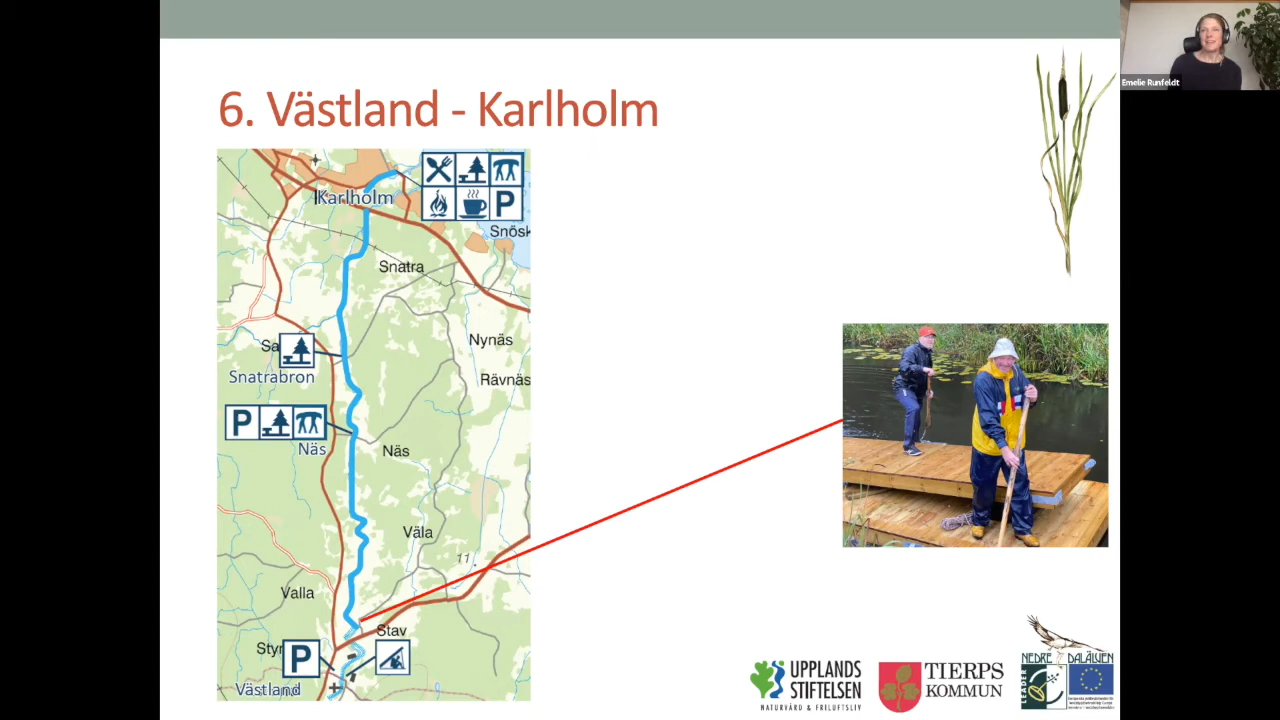 Emelie Runfeldt
6. Västland - Karlholm
Karlholm
P
Snösk
Snatra
Nynäs
Sa
Snatrabron
Rävnäs
P
Näs
Näs
Väla
11
Valla
Stav
Styr
P
Västland
UPPLANDS
STIFTELSEN
NATURVÅRD & FRILUFTSLIV
TIERPS
KOMMUN
NEDRE DALÄLVEN
LEADER